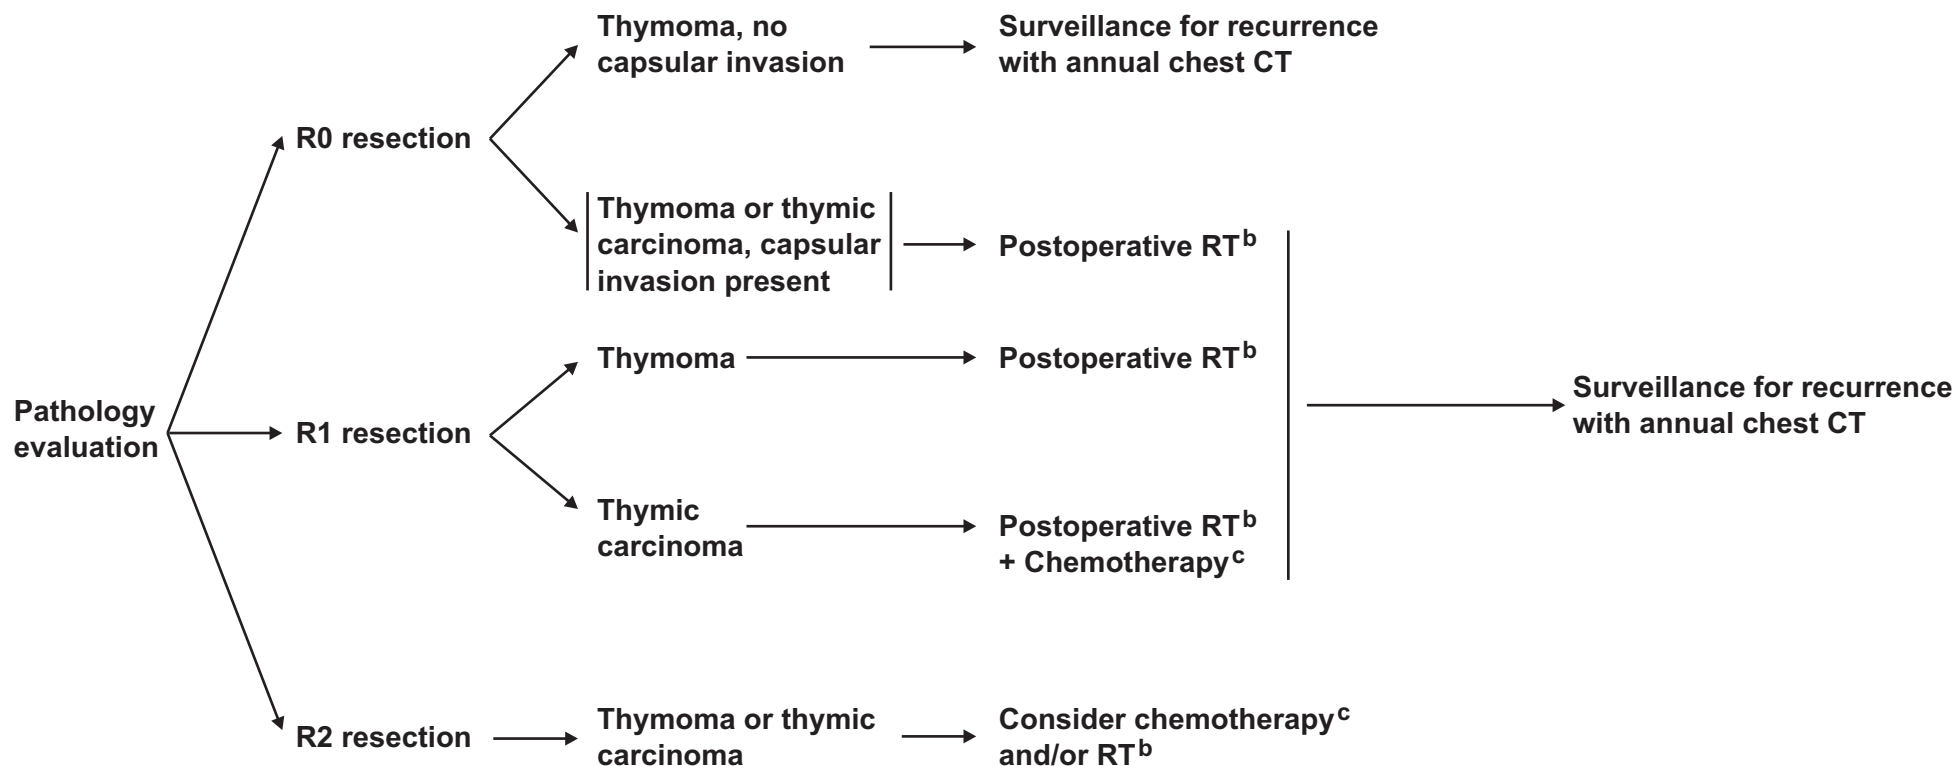 Thymoma, no
capsular invasion
Surveillance for recurrence
with annual chest CT
R0 resection
Thymoma or thymic
carcinoma, capsular
invasion present
Postoperative RTᵇ
Thymoma
Postoperative RTᵇ
Pathology
evaluation
R1 resection
Surveillance for recurrence
with annual chest CT
Thymic
carcinoma
Postoperative RTᵇ
+ Chemotherapyᶜ
R2 resection
Thymoma or thymic
carcinoma
Consider chemotherapyᶜ
and/or RTᵇ